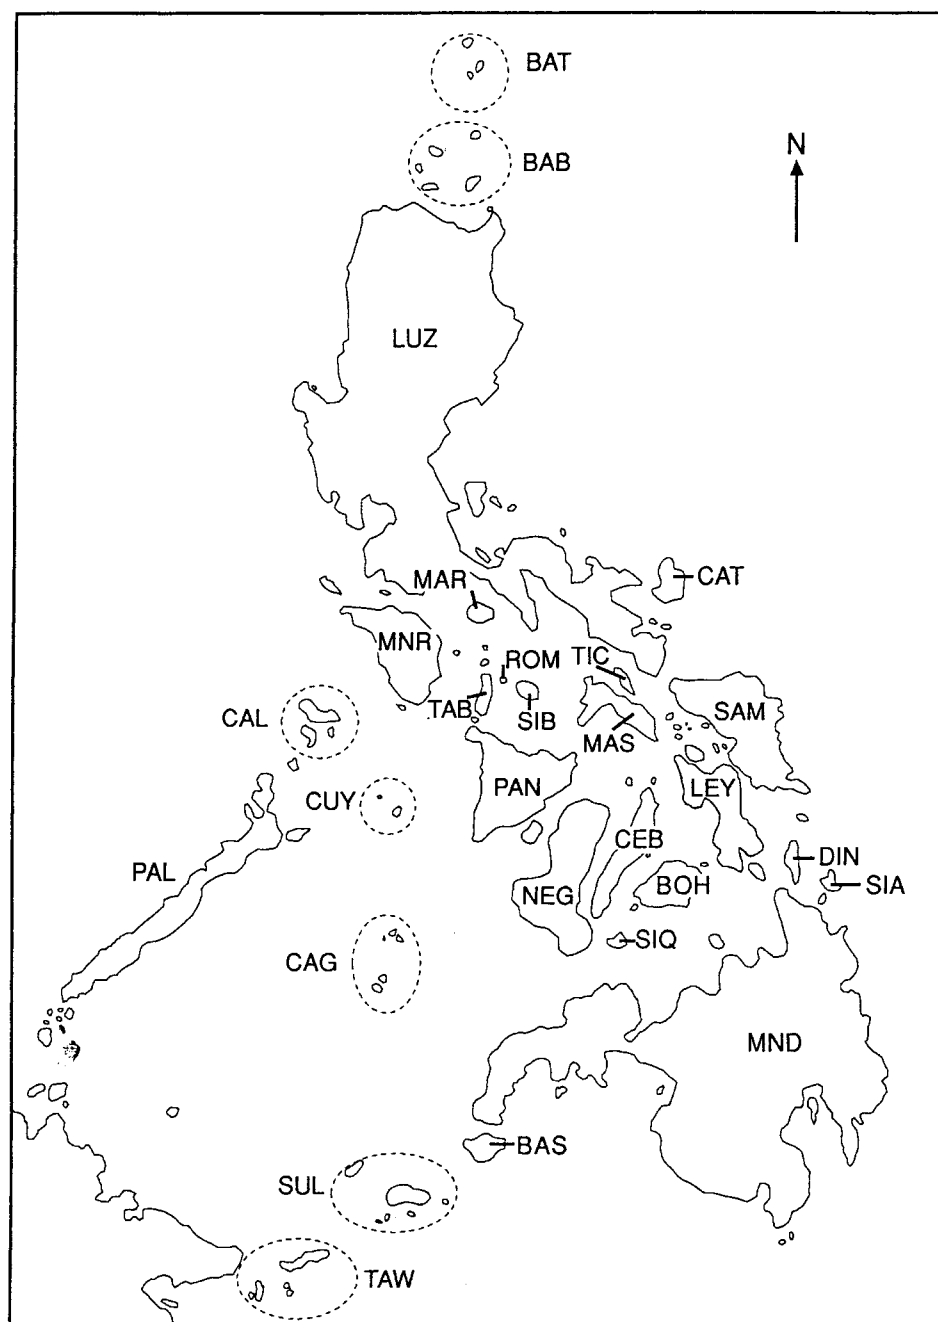 BAT
BAB
N
LUZ
MAR
CAT
MNR
ROM
TIC
TAB
SIB
SAM
CAL
MAS
PAN
LEY
CUY
CEB
DIN
PAL
NEG
BOH
SIA
SIQ
CAG
MND
BAS
SUL
TAW